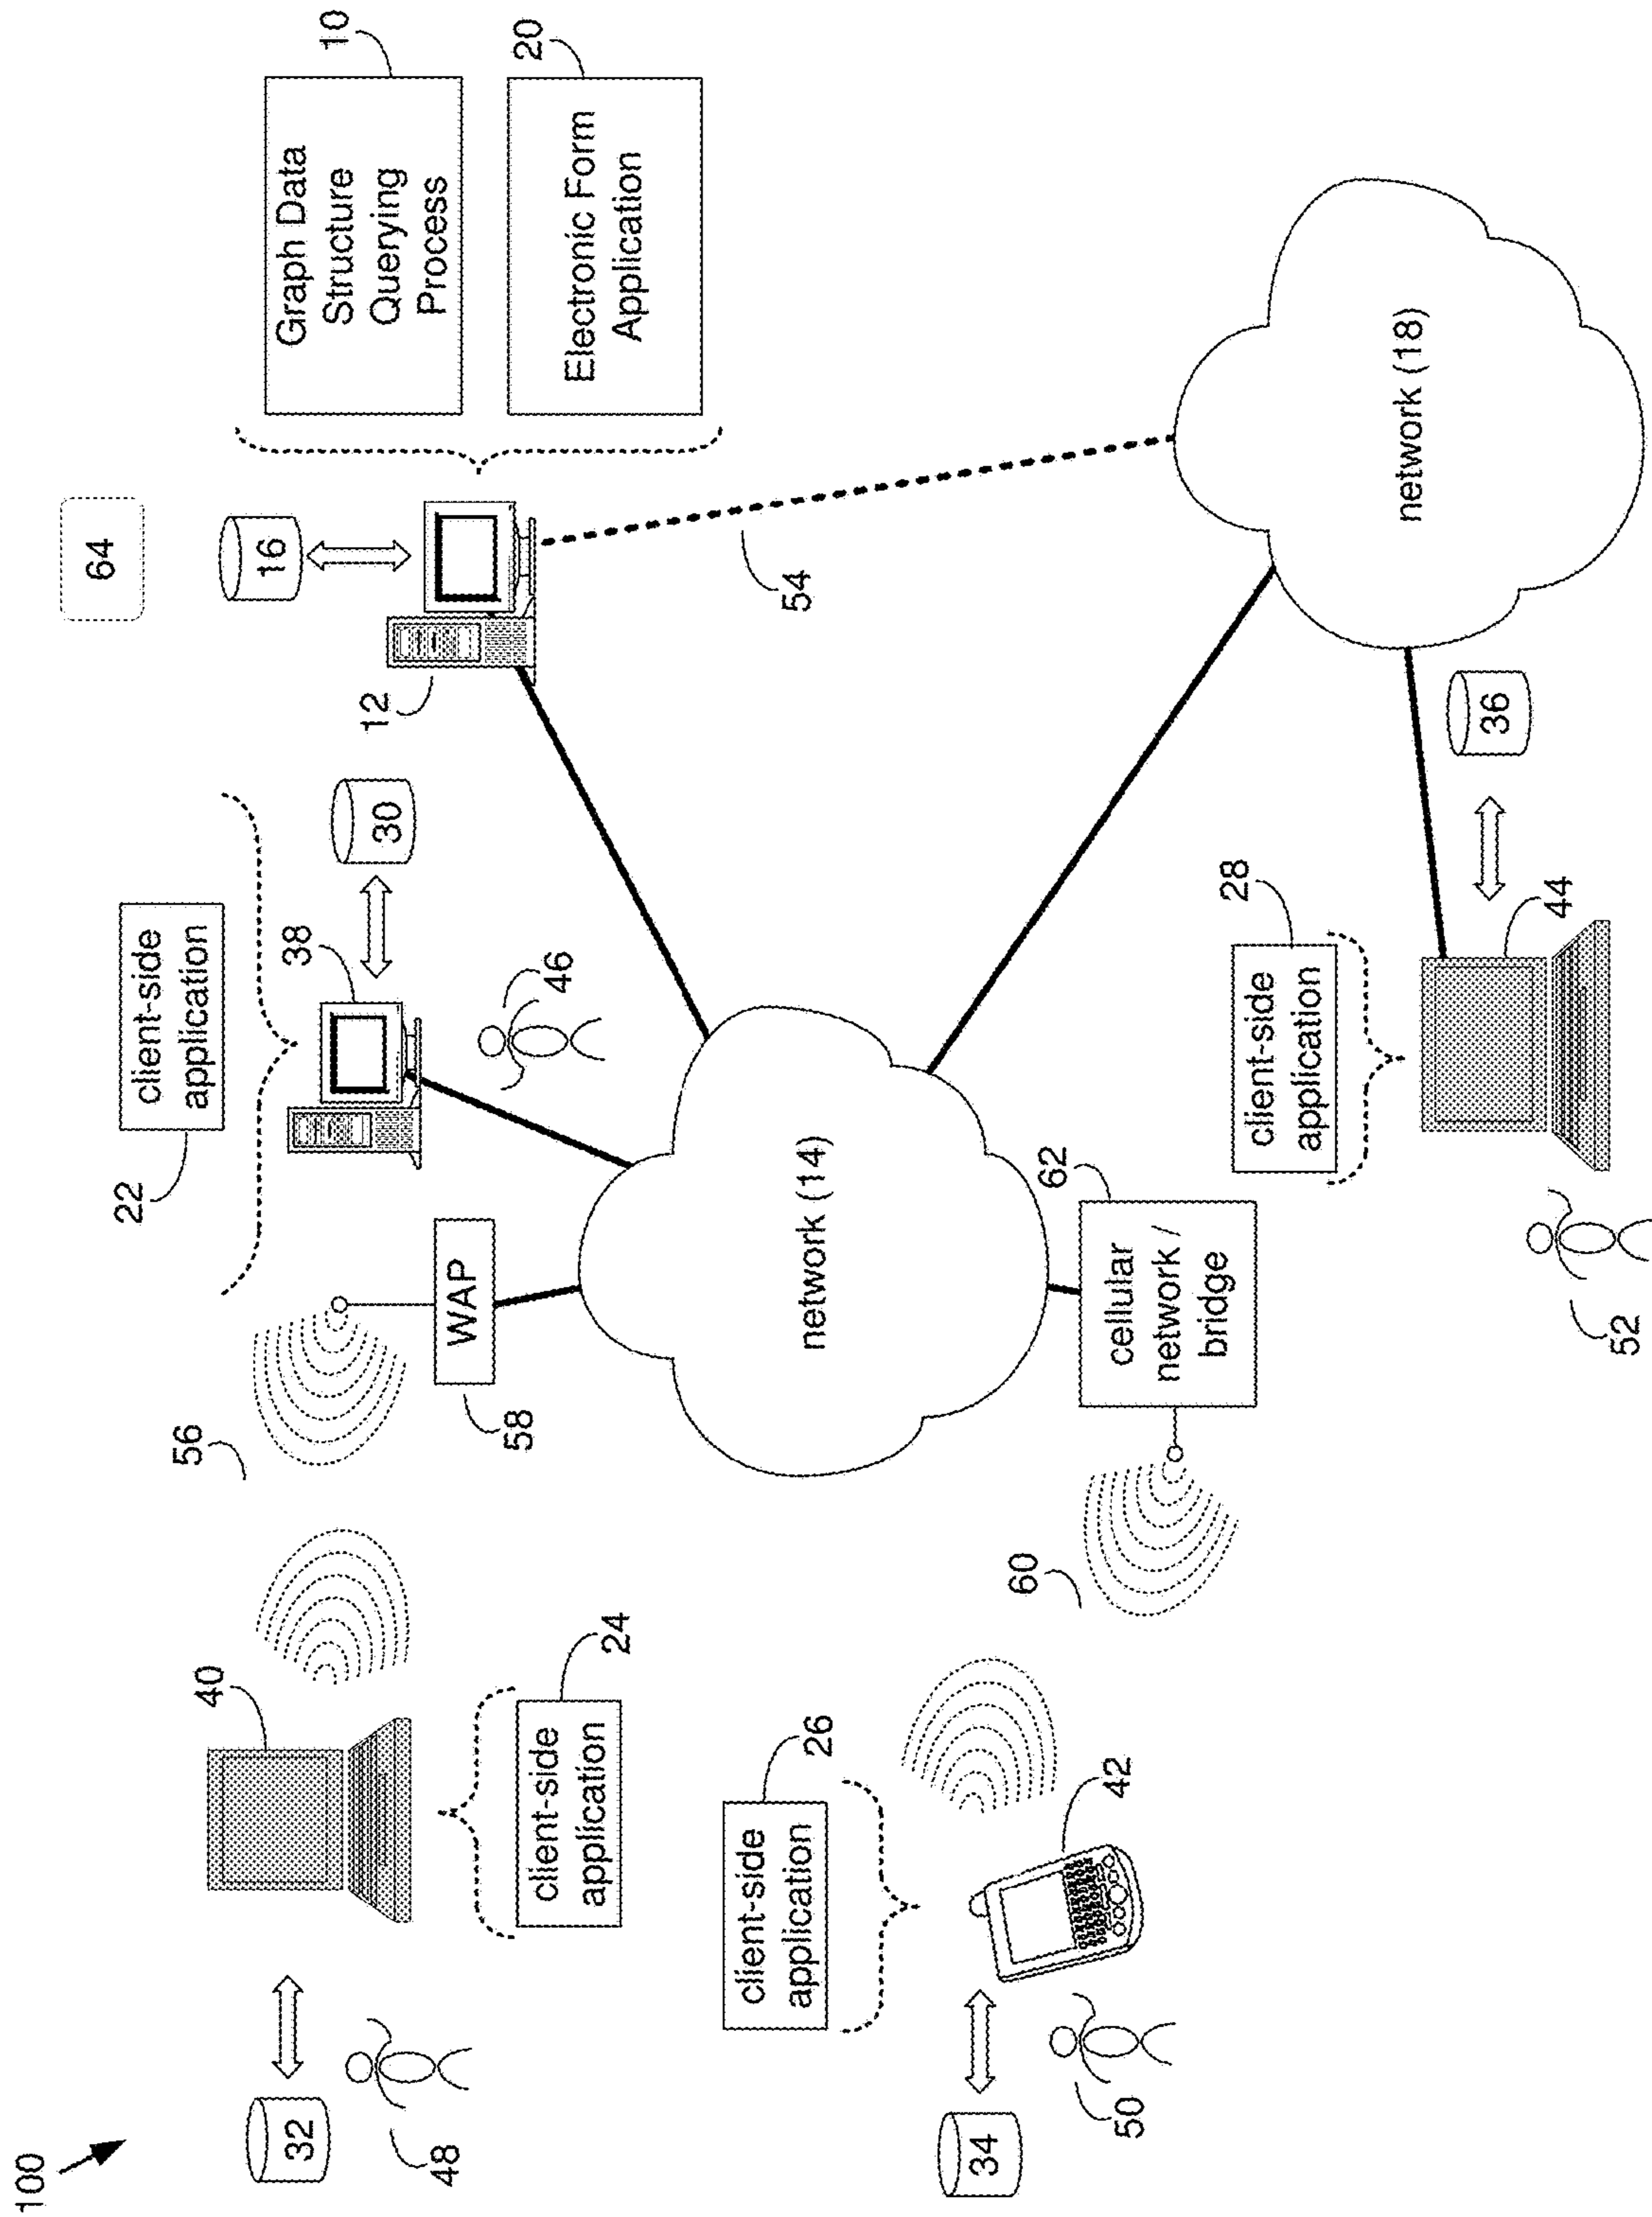 100
64
22
client-side
application
56
40
32
48
38
30
16
12
10
Graph Data
Structure
Querying
Process
20
Electronic Form
Application
WAP
58
46
24
client-side
application
54
26
client-side
application
42
34
50
network (14)
60
62
cellular
network /
bridge
28
client-side
application
network (18)
36
44
52